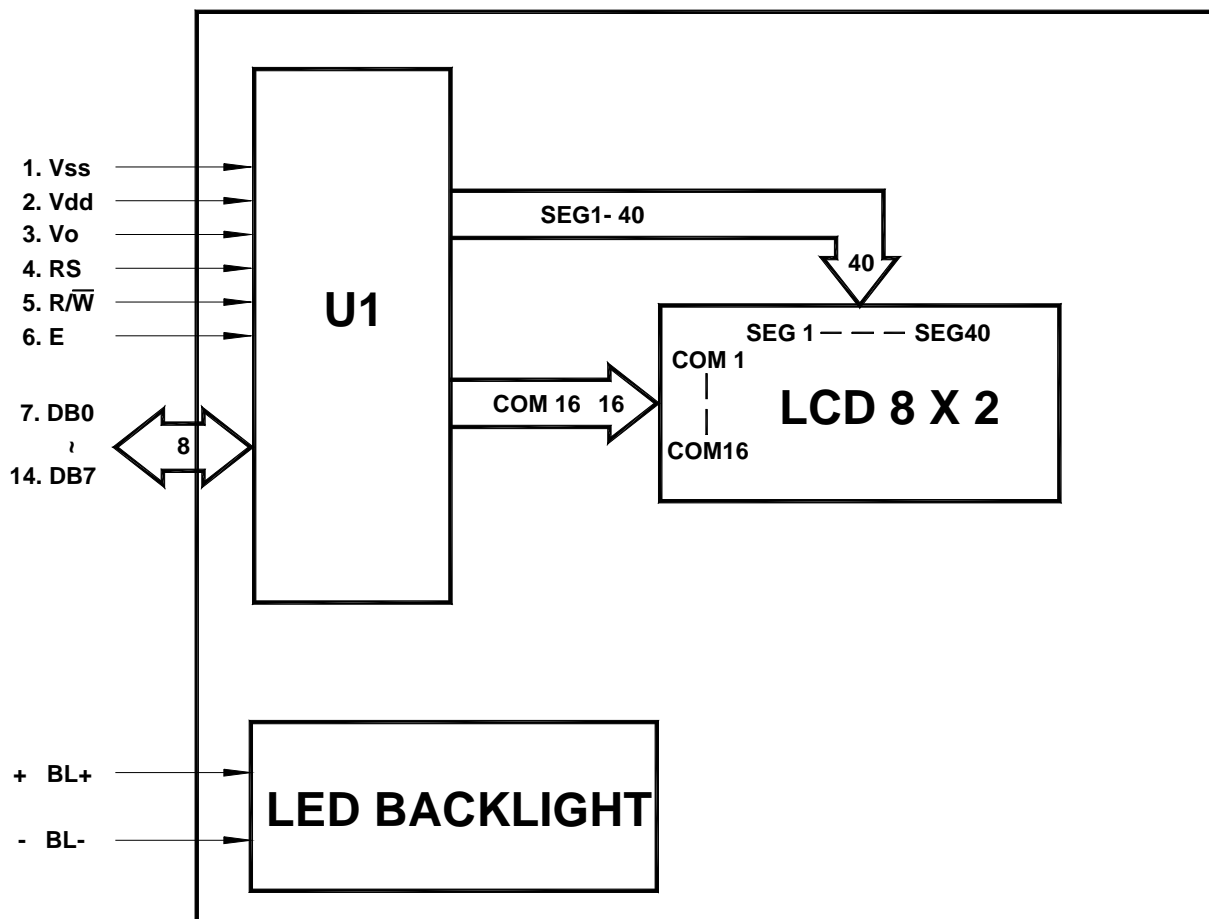 1. Vss
2. Vdd
3. Vo
4. RS
5. R/W̅
6. E
7. DB0
~
14. DB7
8
U1
SEG1- 40
40
COM 16 16
SEG 1 — — — SEG40
COM 1
COM16
LCD 8 X 2
+ BL+
- BL-
LED BACKLIGHT